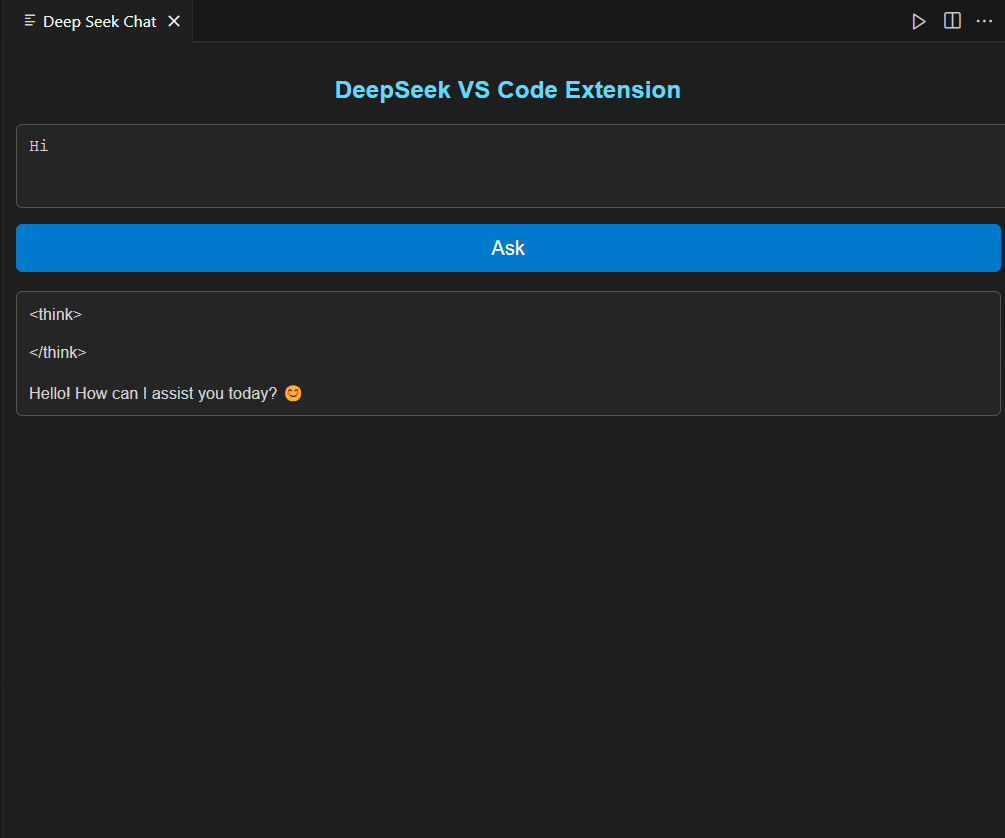 Deep Seek Chat
DeepSeek VS Code Extension
Hi
Ask
<think>
</think>
Hello! How can I assist you today? 😊